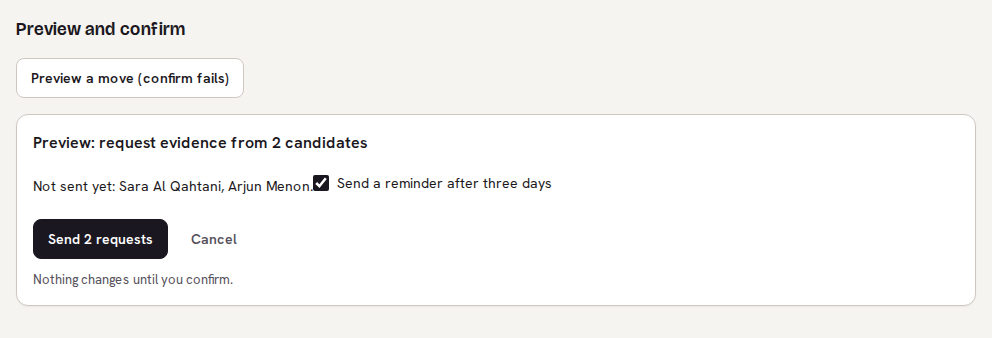 Preview and confirm
Preview a move (confirm fails)
Preview: request evidence from 2 candidates
Not sent yet: Sara Al Qahtani, Arjun Menon. Send a reminder after three days
Send 2 requests Cancel
Nothing changes until you confirm.